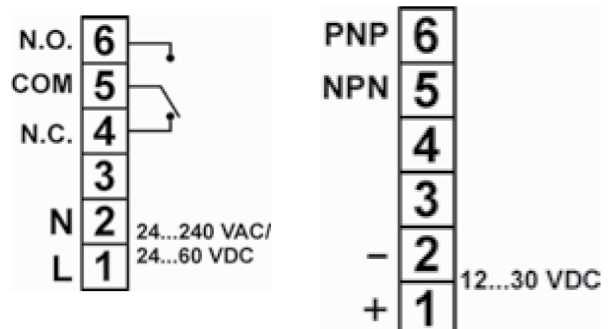 N.O. 6
COM 5
N.C. 4
3
N 2 24...240 VAC/
L 1 24...60 VDC
PNP 6
NPN 5
4
3
– 2
12...30 VDC
+ 1